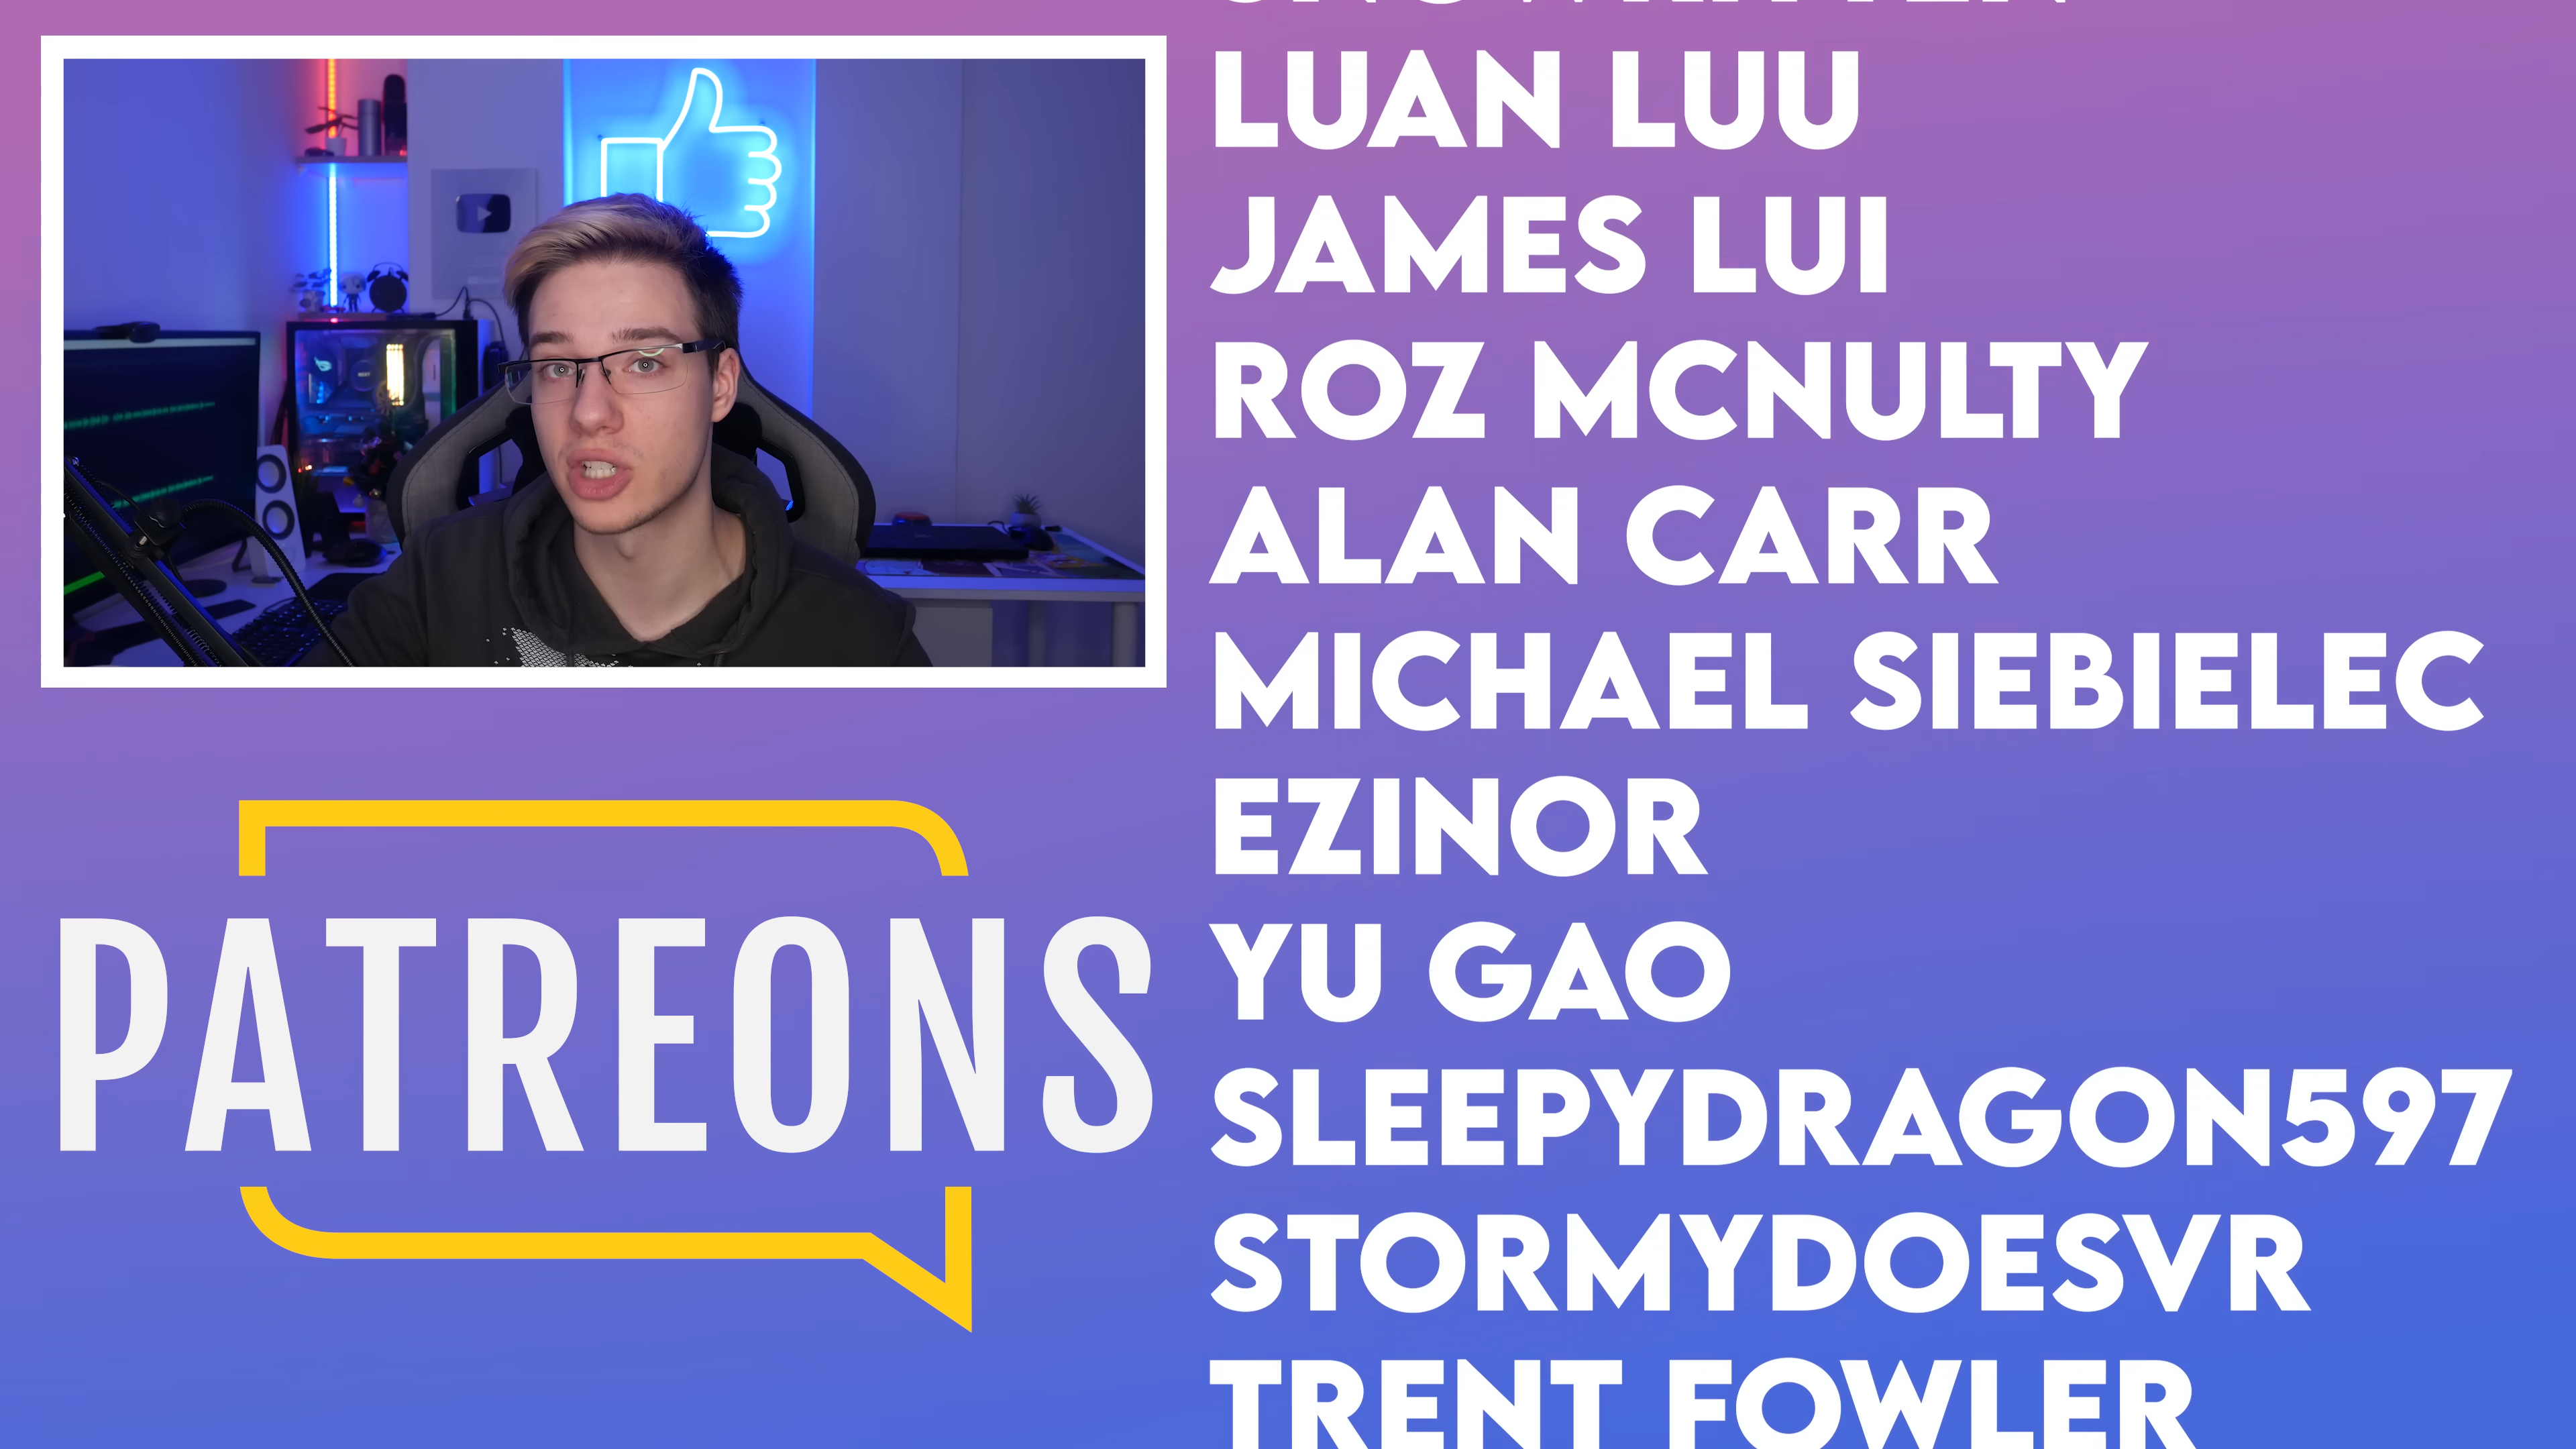 LUAN LUU
JAMES LUI
ROZ MCNULTY
ALAN CARR
MICHAEL SIEBIELEC
EZINOR
YU GAO
SLEEPYDRAGON597
STORMYDOESVR
TRENT FOWLER
PATREONS